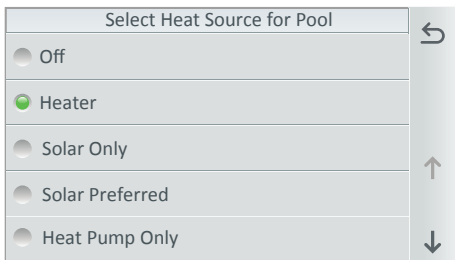 Select Heat Source for Pool
Off
Heater
Solar Only
Solar Preferred
Heat Pump Only